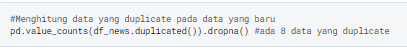 #Menghitung data yang duplicate pada data yang baru
pd.value_counts(df_news.duplicated()).dropna() #ada 8 data yang duplicate